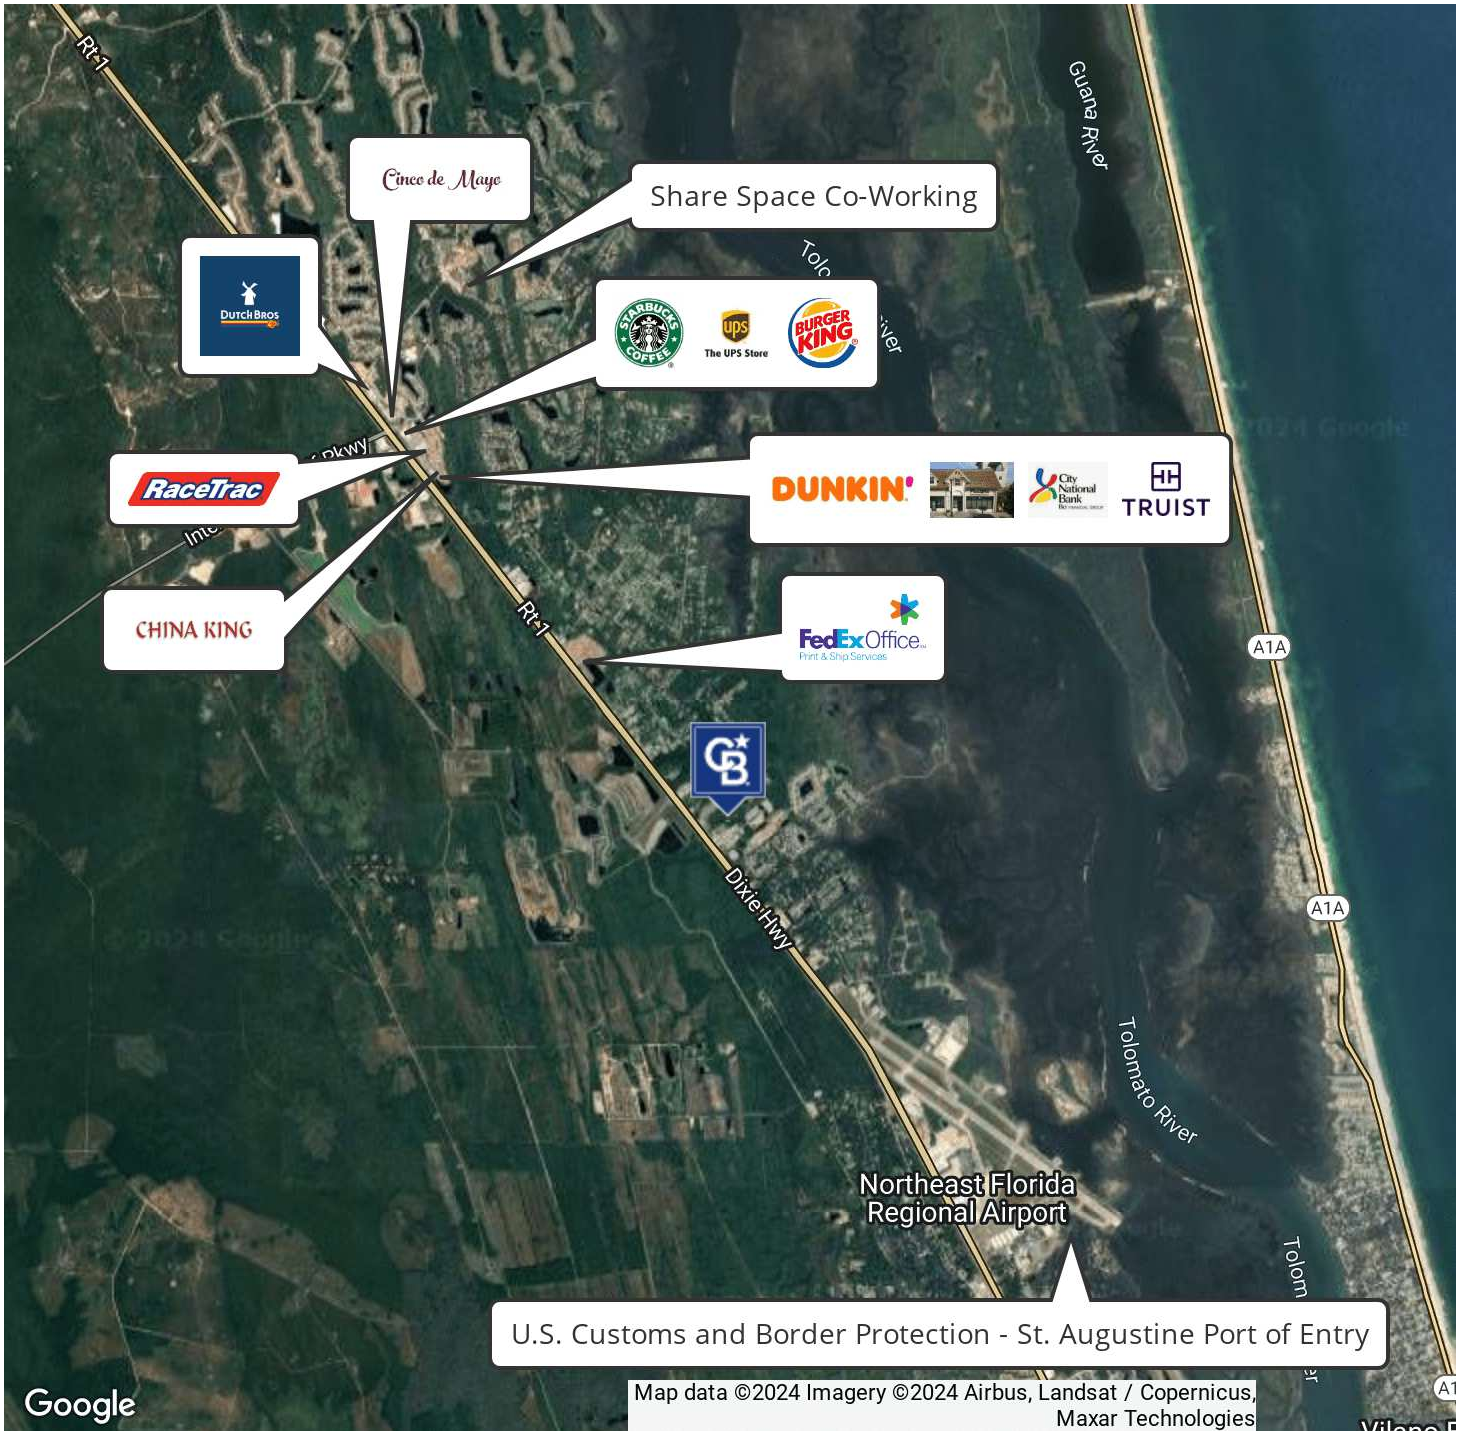 Rt-1
Guana River
Cinco de Mayo
Share Space Co-Working
DUTCH BROS
STARBUCKS
COFFEE
ups
The UPS Store
BURGER
KING
Pkwy
RaceTrac
DUNKIN'
City
National
Bank
TRUIST
CHINA KING
Rt-1
FedEx Office
Print & Ship Services
A1A
CB
A1A
Dixie Hwy
Tolomato River
Northeast Florida
Regional Airport
U.S. Customs and Border Protection - St. Augustine Port of Entry
Google
Map data ©2024 Imagery ©2024 Airbus, Landsat / Copernicus,
Maxar Technologies